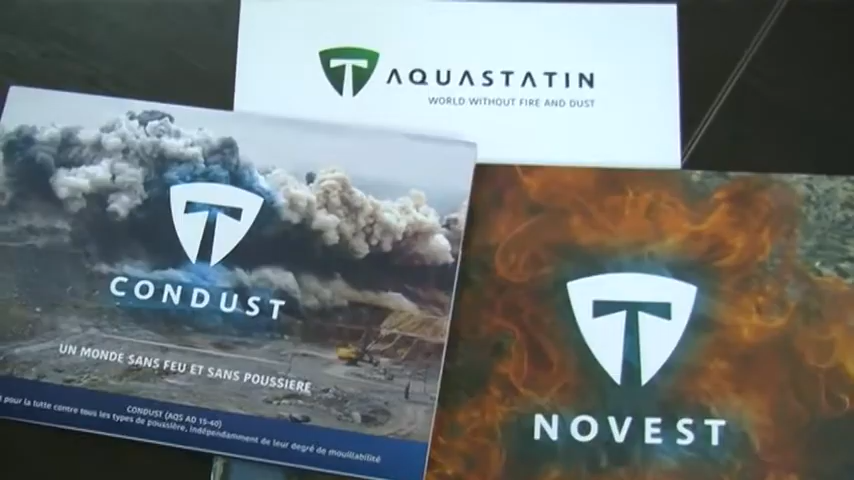 AQUASTATIN
WORLD WITHOUT FIRE AND DUST
CONDUST
UN MONDE SANS FEU ET SANS POUSSIERE
CONDUST (AQS AD 15-40)
pour la lutte contre tous les types de poussière, indépendamment de leur degré de mouillabilité
NOVEST